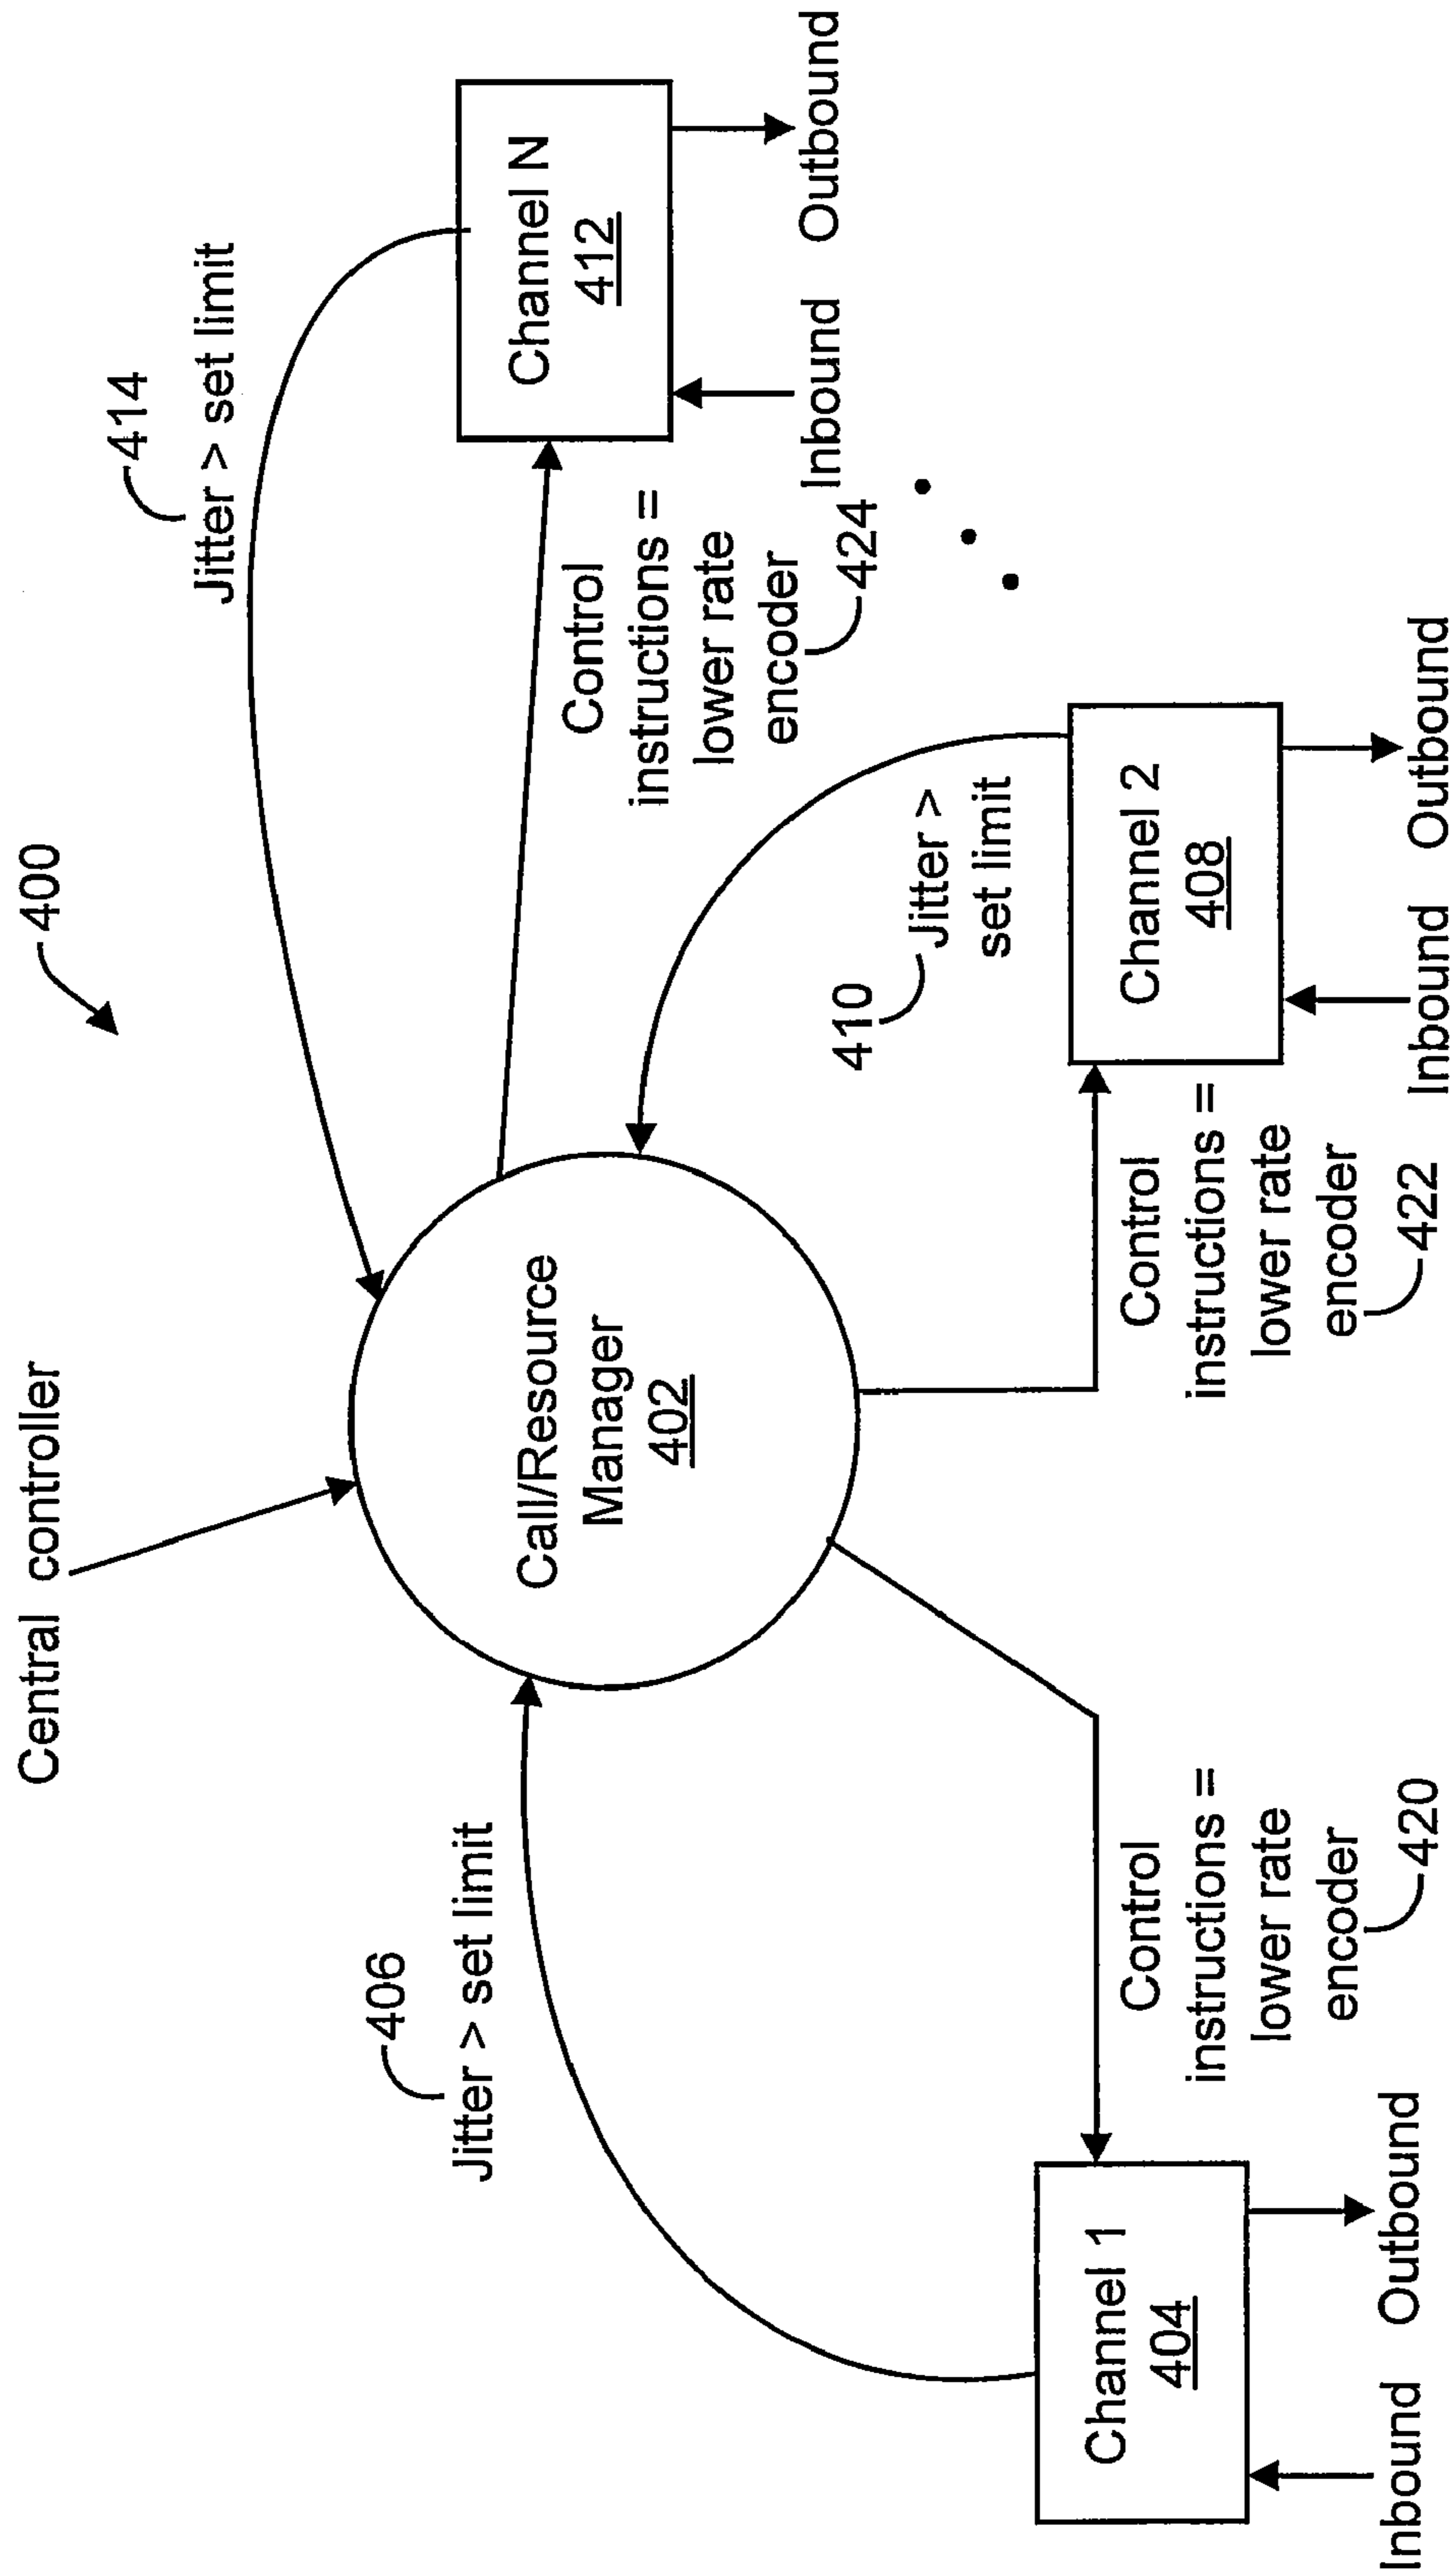 400
Central controller
414
Jitter > set limit
406
Jitter > set limit
Call/Resource
Manager
402
Channel N
412
Control
instructions =
lower rate
encoder
424
Inbound
Outbound
410
Jitter >
set limit
Channel 1
404
Control
instructions =
lower rate
encoder
420
Inbound
Outbound
Channel 2
408
Control
instructions =
lower rate
encoder
422
Inbound
Outbound